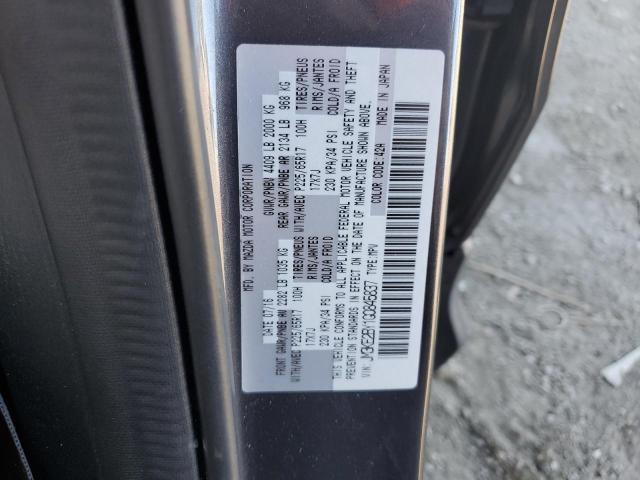 MFD. BY MAZDA MOTOR CORPORATION
DATE 07/16 GVWR/PNBV 4409 LB 2000 KG
FRONT GAWR/PNBE AV 2282 LB 1035 KG REAR GAWR/PNBE AR 2134 LB 968 KG
WITH/AVEC P225/65R17 100H TIRES/PNEUS WITH/AVEC P225/65R17 100H TIRES/PNEUS
17X7J RIMS/JANTES 17X7J RIMS/JANTES
230 KPA/34 PSI COLD/A FROID 230 KPA/34 PSI COLD/A FROID
THIS VEHICLE CONFORMS TO ALL APPLICABLE FEDERAL MOTOR VEHICLE SAFETY AND THEFT
PREVENTION STANDARDS IN EFFECT ON THE DATE OF MANUFACTURE SHOWN ABOVE.
VIN: JM3KE2BY1G0845837 TYPE:MPV COLOR CODE:42A MADE IN JAPAN